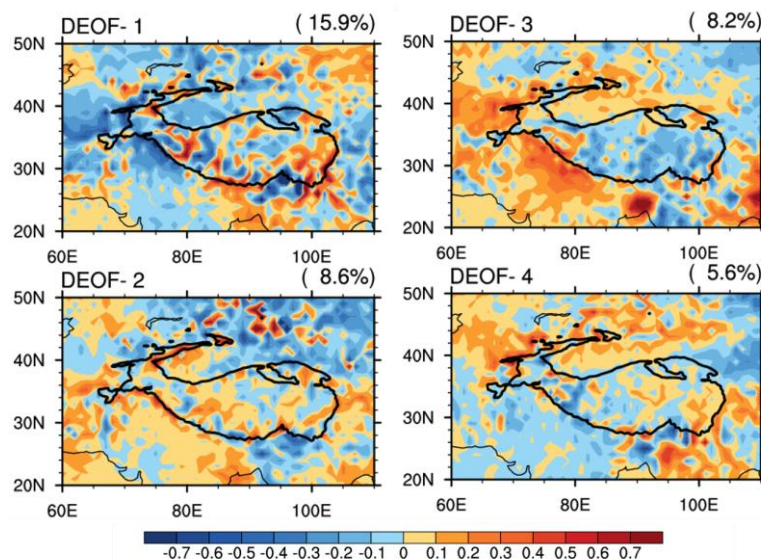 DEOF- 1 ( 15.9%)
50N
40N
30N
20N
60E 80E 100E
DEOF- 3 ( 8.2%)
50N
40N
30N
20N
60E 80E 100E
DEOF- 2 ( 8.6%)
50N
40N
30N
20N
60E 80E 100E
DEOF- 4 ( 5.6%)
50N
40N
30N
20N
60E 80E 100E
-0.7 -0.6 -0.5 -0.4 -0.3 -0.2 -0.1 0 0.1 0.2 0.3 0.4 0.5 0.6 0.7